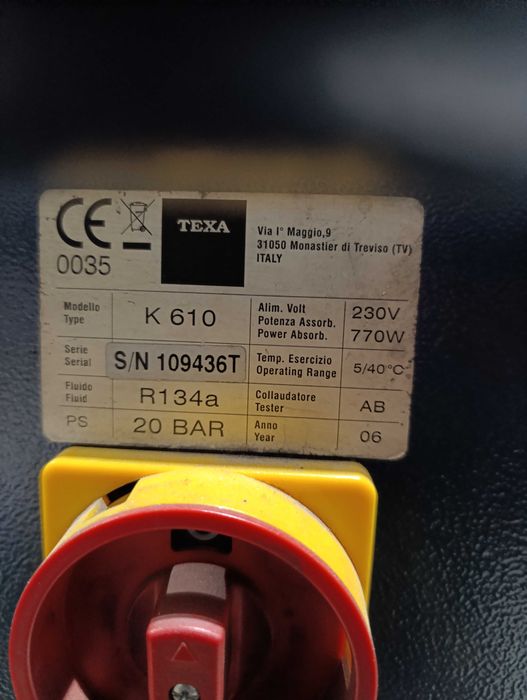 CE
0035
TEXA
Via I° Maggio,9
31050 Monastier di Treviso (TV)
ITALY
Modello
Type
K 610
Alim. Volt
230V
Potenza Assorb.
Power Absorb.
770W
Serie
Serial
S/N 109436T
Temp. Esercizio
Operating Range
5/40°C
Fluido
Fluid
R134a
Collaudatore
Tester
AB
PS
20 BAR
Anno
Year
06